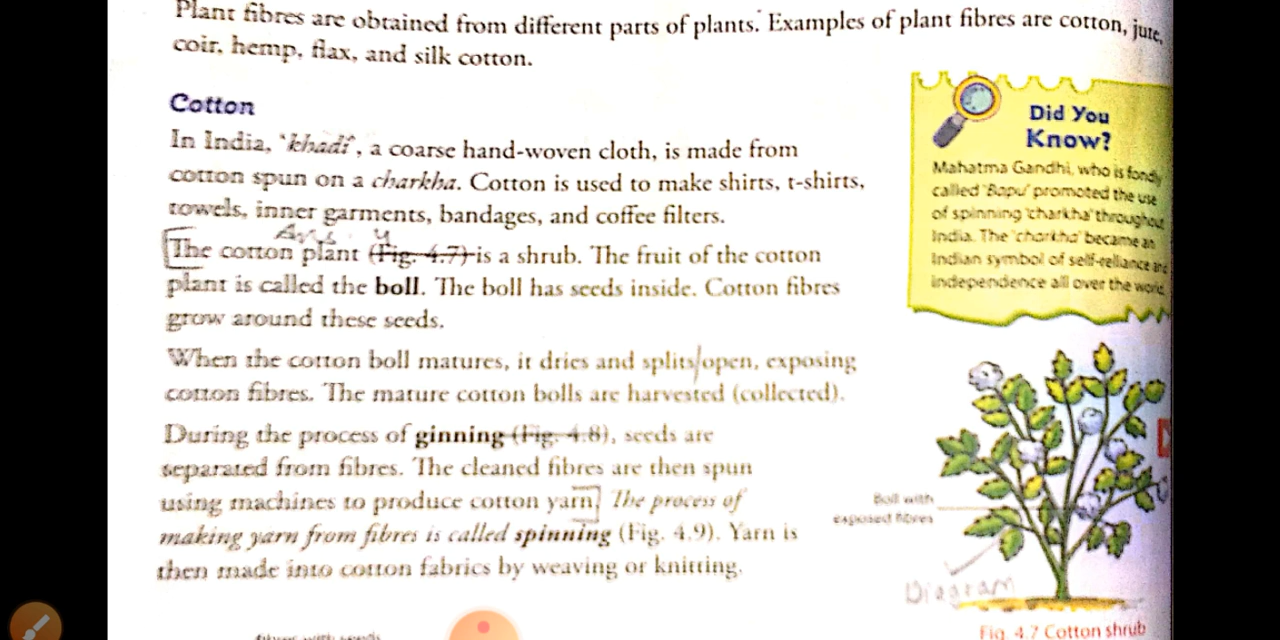 Plant fibres are obtained from different parts of plants. Examples of plant fibres are cotton, jute,
coir, hemp, flax, and silk cotton.
Cotton
In India, 'khadi', a coarse hand-woven cloth, is made from
cotton spun on a charkha. Cotton is used to make shirts, t-shirts,
towels, inner garments, bandages, and coffee filters.
Ans 4
The cotton plant (Fig. 4.7) is a shrub. The fruit of the cotton
plant is called the boll. The boll has seeds inside. Cotton fibres
grow around these seeds.
When the cotton boll matures, it dries and splits open, exposing
cotton fibres. The mature cotton bolls are harvested (collected).
During the process of ginning (Fig. 4.8), seeds are
separated from fibres. The cleaned fibres are then spun
using machines to produce cotton yarn. The process of
making yarn from fibres is called spinning (Fig. 4.9). Yarn is
then made into cotton fabrics by weaving or knitting.
Did You
Know?
Mahatma Gandhi, who is fondly
called 'Bapu' promoted the use
of spinning 'charkha' throughout
India. The 'charkha' became an
Indian symbol of self-reliance and
independence all over the world.
Boll with
exposed fibres
Diagram
Fig. 4.7 Cotton shrub
fibres with seeds